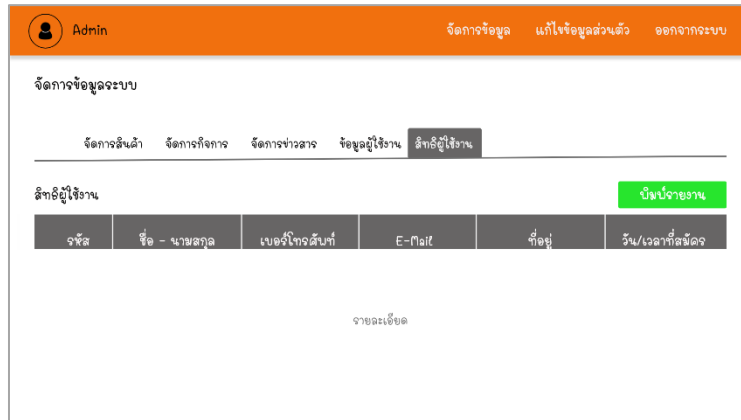 Admin จัดการข้อมูล แก้ไขข้อมูลส่วนตัว ออกจากระบบ
จัดการข้อมูลระบบ
จัดการสินค้า จัดการกิจการ จัดการข่าวสาร ข้อมูลผู้ใช้งาน สิทธิผู้ใช้งาน
สิทธิผู้ใช้งาน พิมพ์รายงาน
รหัส ชื่อ - นามสกุล เบอร์โทรศัพท์ E-Mail ที่อยู่ วัน/เวลาที่สมัคร
รายละเอียด